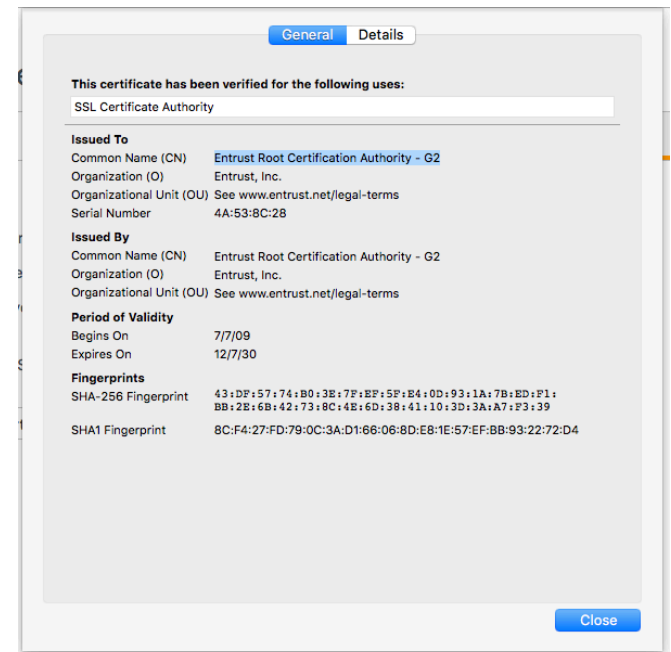 General Details
This certificate has been verified for the following uses:
SSL Certificate Authority
Issued To
Common Name (CN) Entrust Root Certification Authority - G2
Organization (O) Entrust, Inc.
Organizational Unit (OU) See www.entrust.net/legal-terms
Serial Number 4A:53:8C:28
Issued By
Common Name (CN) Entrust Root Certification Authority - G2
Organization (O) Entrust, Inc.
Organizational Unit (OU) See www.entrust.net/legal-terms
Period of Validity
Begins On 7/7/09
Expires On 12/7/30
Fingerprints
SHA-256 Fingerprint 43:DF:57:74:B0:3E:7F:EF:5F:E4:0D:93:1A:7B:ED:F1:
BB:2E:6B:42:73:8C:4E:6D:38:41:10:3D:3A:A7:F3:39
SHA1 Fingerprint 8C:F4:27:FD:79:0C:3A:D1:66:06:8D:E8:1E:57:EF:BB:93:22:72:D4
Close